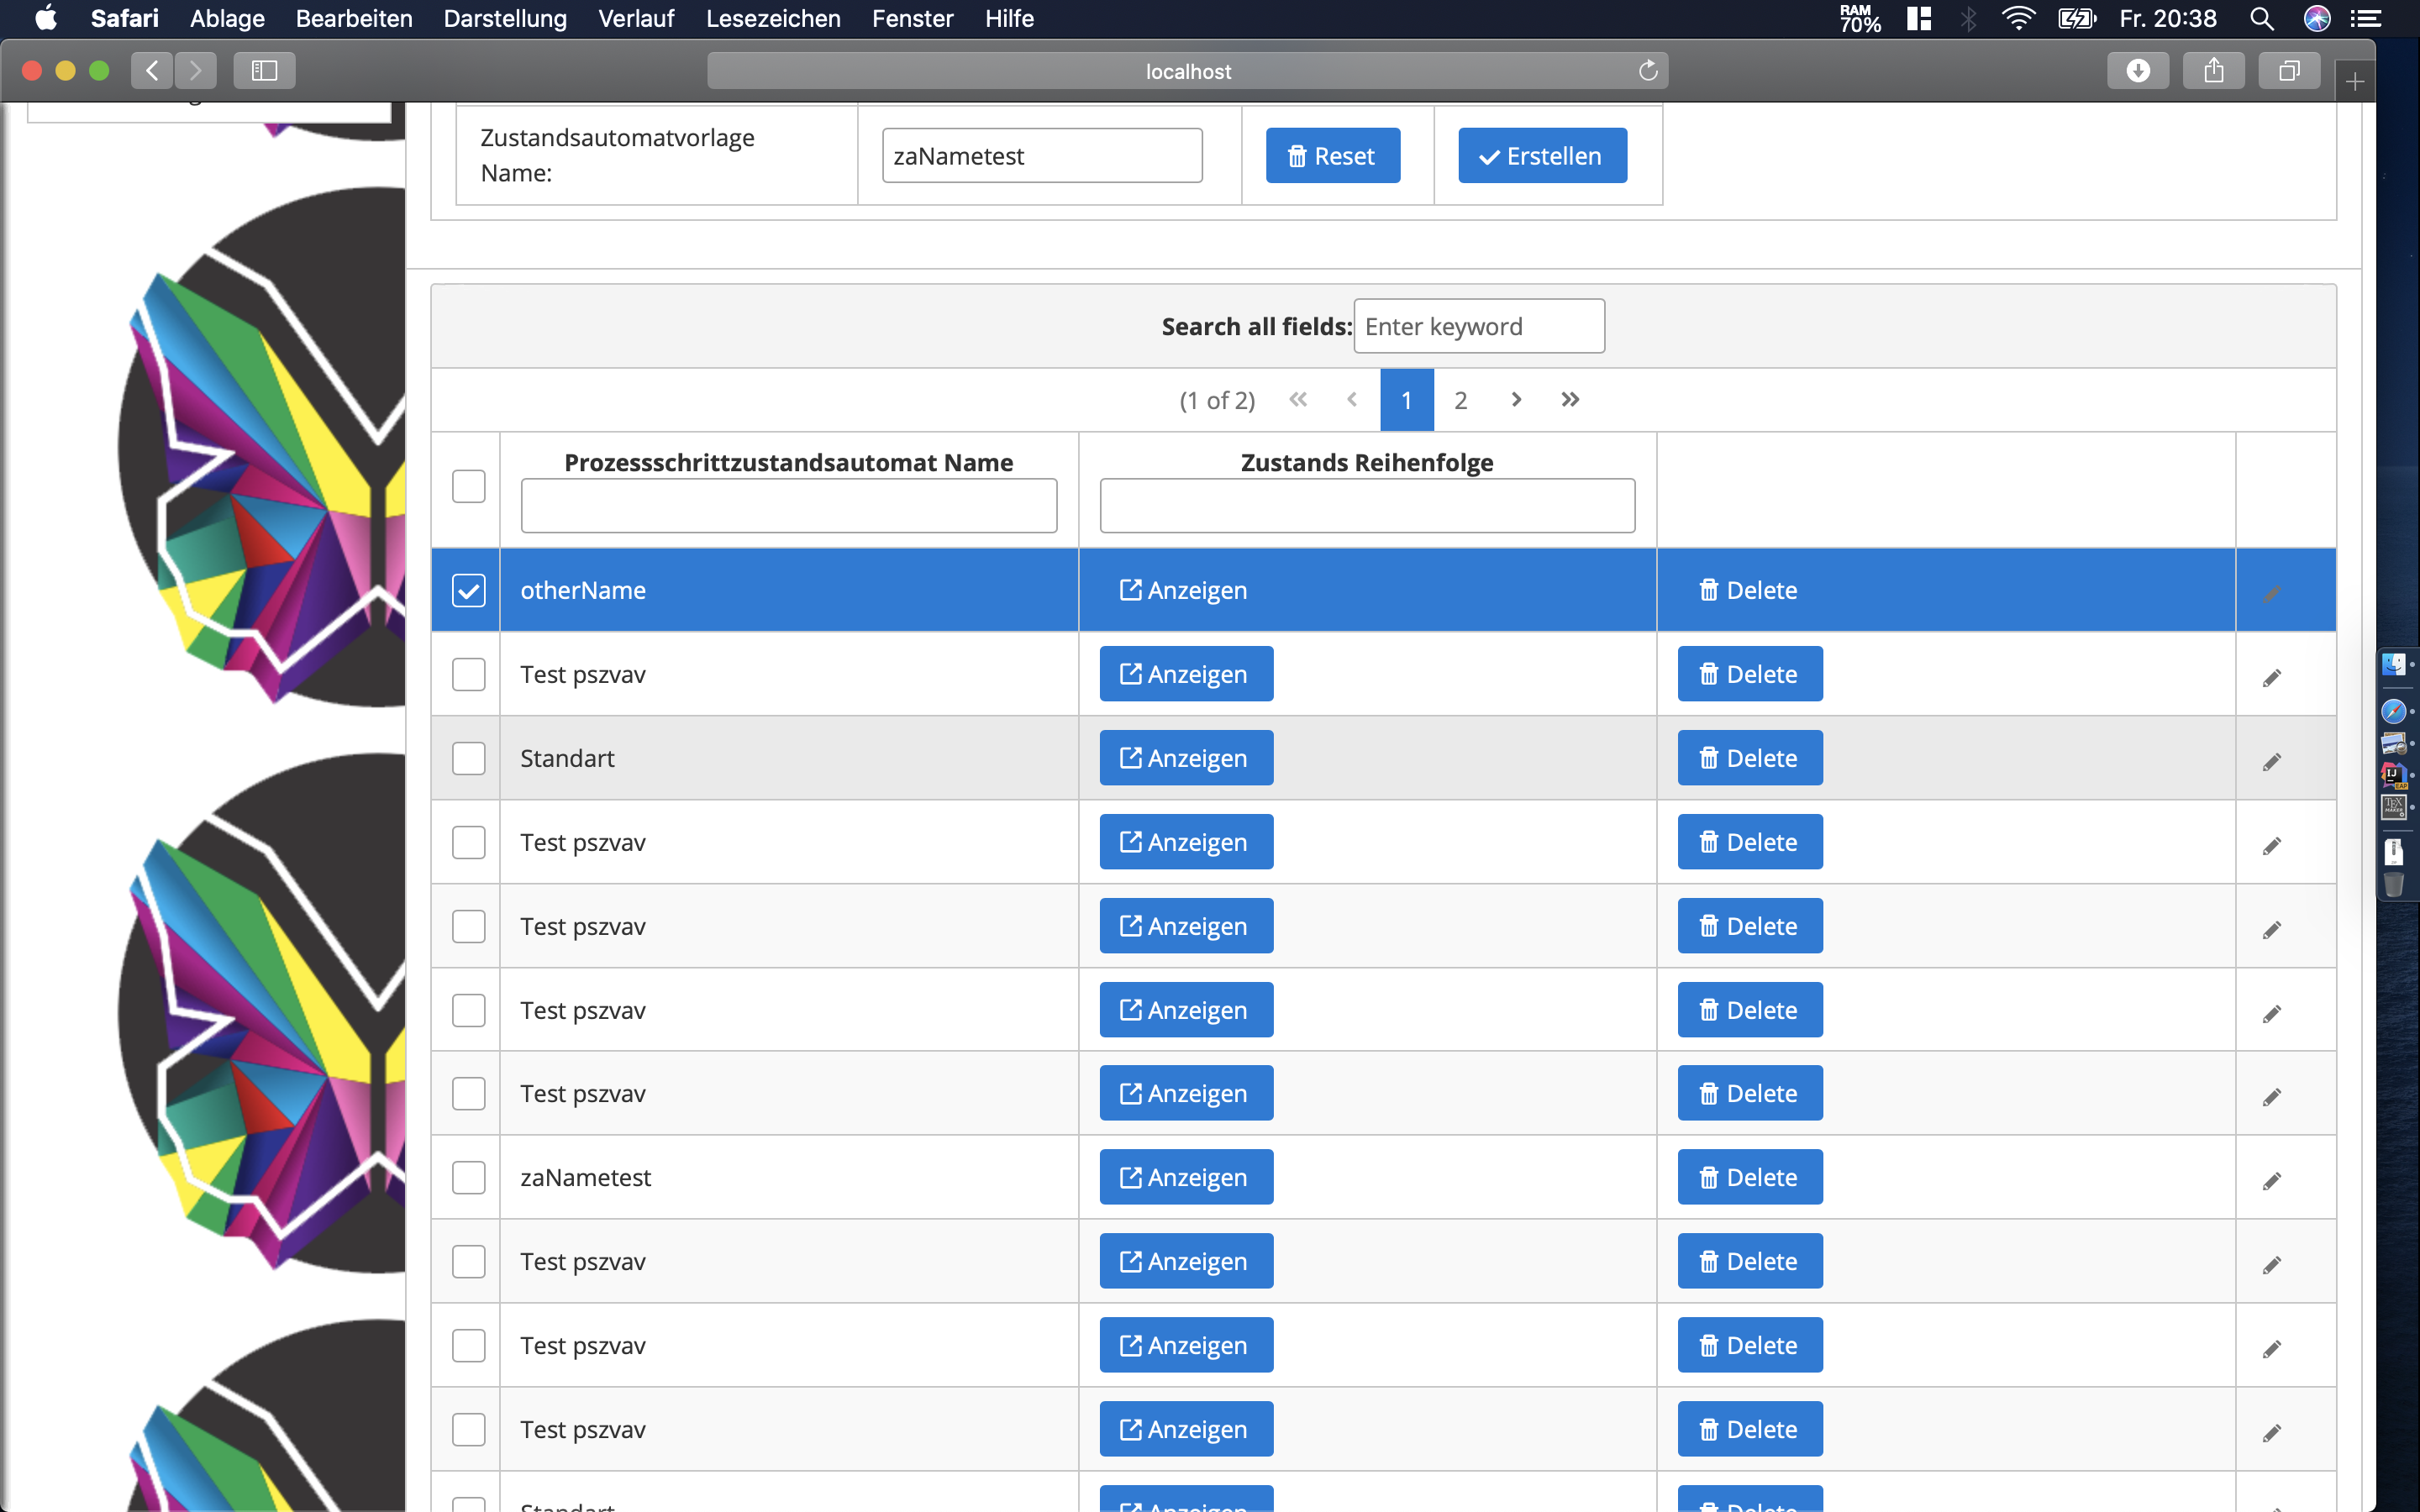 Safari Ablage Bearbeiten Darstellung Verlauf Lesezeichen Fenster Hilfe RAM 70% Fr. 20:38
localhost
Zustandsautomatvorlage
Name:
zaNametest Reset Erstellen
Search all fields: Enter keyword
(1 of 2) « ‹ 1 2 › »
Prozessschrittzustandsautomat Name Zustands Reihenfolge
otherName Anzeigen Delete
Test pszvav Anzeigen Delete
Standart Anzeigen Delete
Test pszvav Anzeigen Delete
Test pszvav Anzeigen Delete
Test pszvav Anzeigen Delete
Test pszvav Anzeigen Delete
zaNametest Anzeigen Delete
Test pszvav Anzeigen Delete
Test pszvav Anzeigen Delete
Test pszvav Anzeigen Delete
Standart Anzeigen Delete